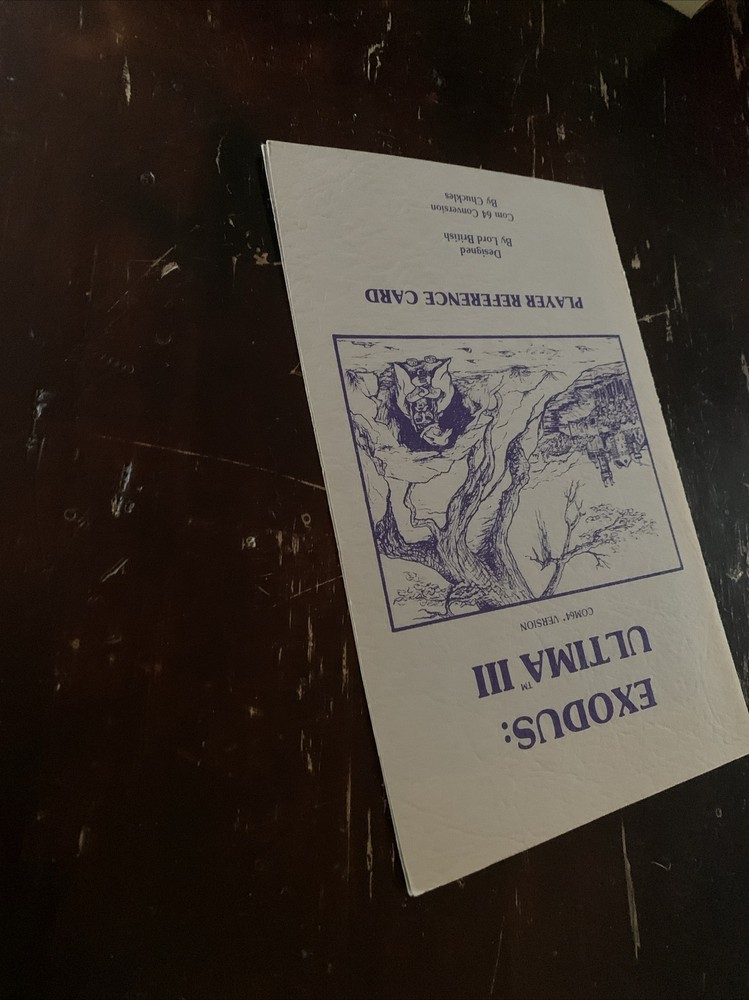 EXODUS:
ULTIMA™ III
COM64* VERSION
PLAYER REFERENCE CARD
Designed
By Lord British
Com 64 Conversion
By Chuckles